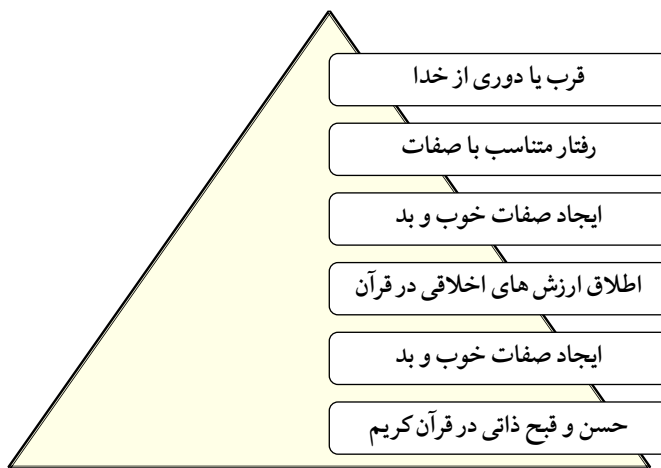 قرب یا دوری از خدا
رفتار متناسب با صفات
ایجاد صفات خوب و بد
اطلاق ارزش های اخلاقی در قرآن
ایجاد صفات خوب و بد
حسن و قبح ذاتی در قرآن کریم